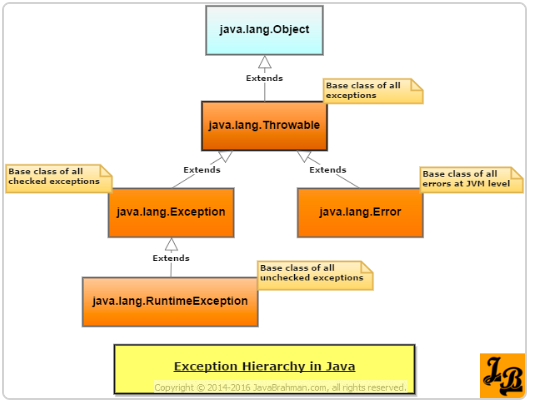 java.lang.Object
Extends
Base class of all
exceptions
java.lang.Throwable
Base class of all
checked exceptions
Extends
Extends
Base class of all
errors at JVM level
java.lang.Exception
java.lang.Error
Extends
Base class of all
unchecked exceptions
java.lang.RuntimeException
Exception Hierarchy in Java
Copyright © 2014-2016 JavaBrahman.com, all rights reserved.
JB